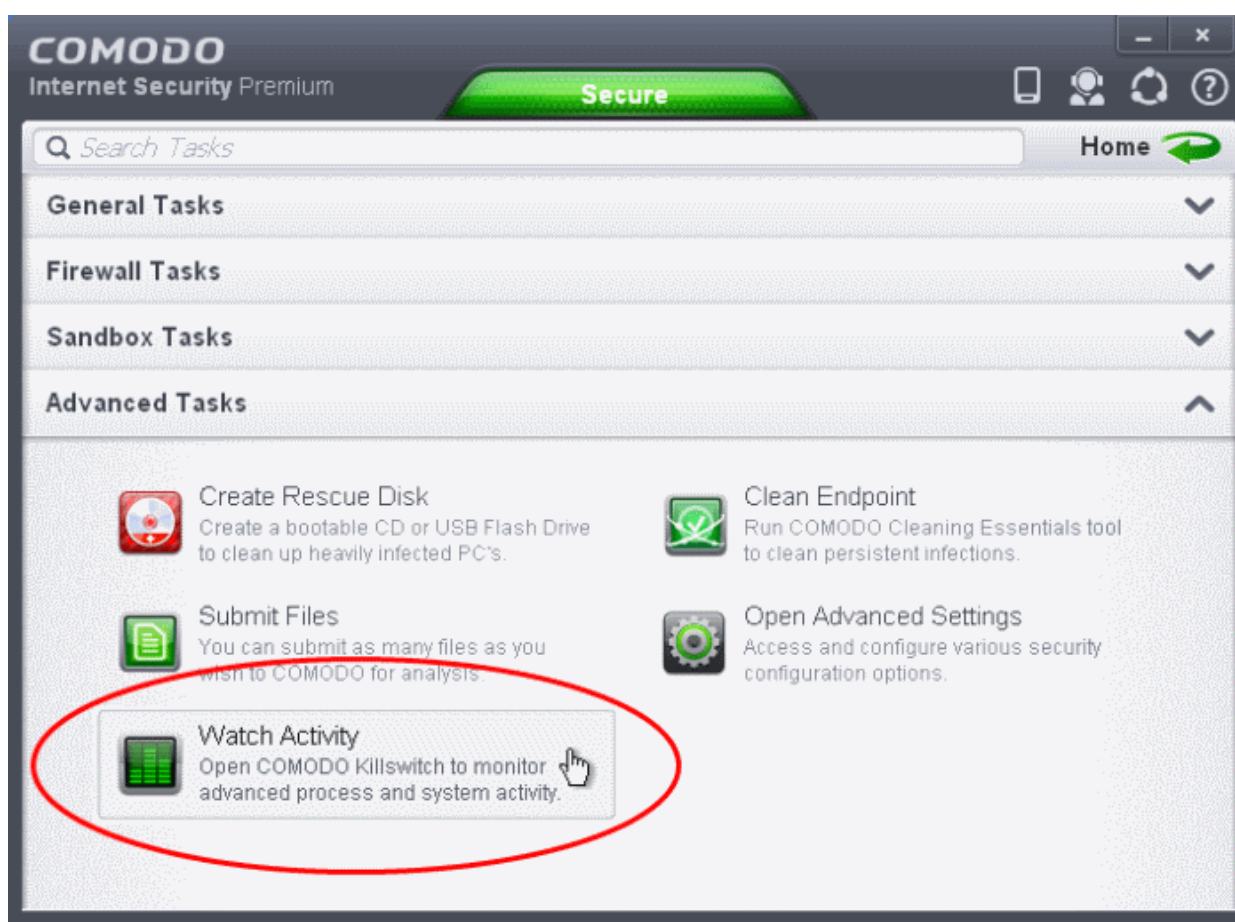 COMODO
Internet Security Premium
Secure
Search Tasks
Home
General Tasks
Firewall Tasks
Sandbox Tasks
Advanced Tasks
Create Rescue Disk
Create a bootable CD or USB Flash Drive
to clean up heavily infected PC"s.
Clean Endpoint
Run COMODO Cleaning Essentials tool
to clean persistent infections.
Submit Files
You can submit as many files as you
wish to COMODO for analysis.
Open Advanced Settings
Access and configure various security
configuration options.
Watch Activity
Open COMODO Killswitch to monitor
advanced process and system activity.